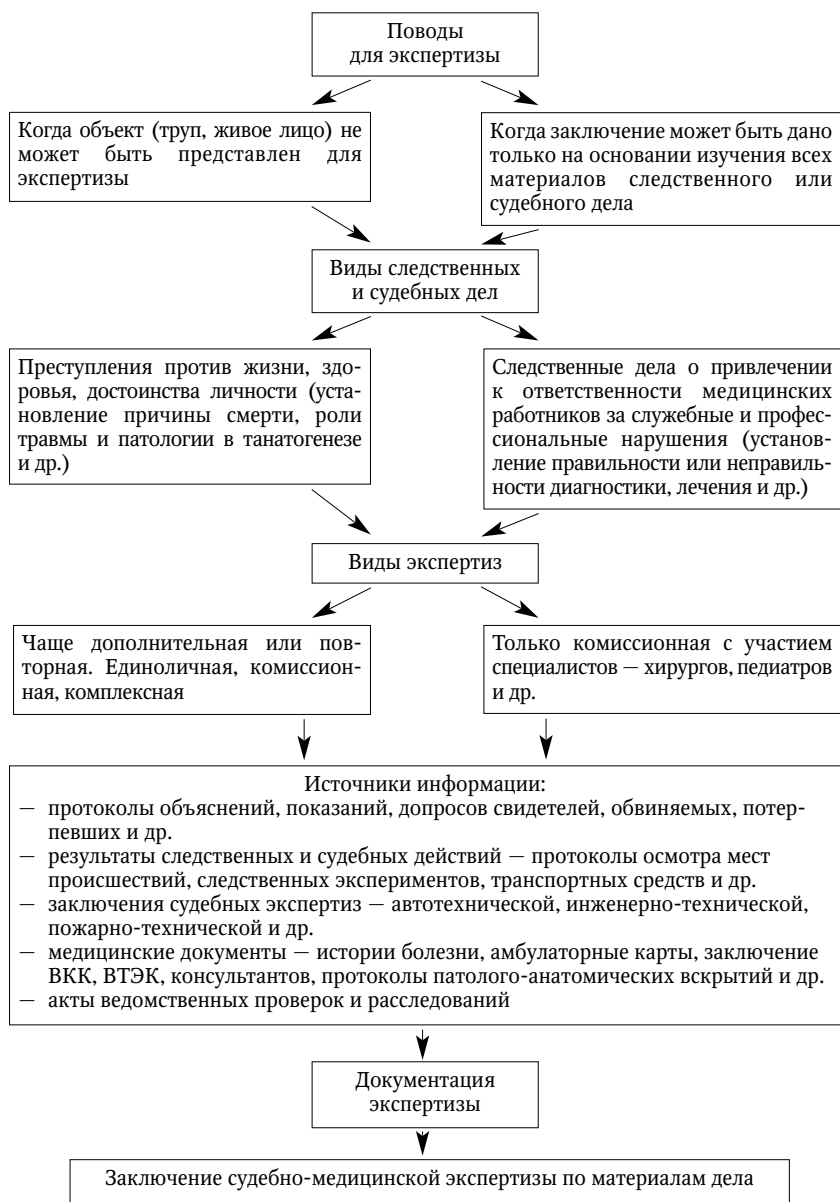 Поводы
для экспертизы
Когда объект (труп, живое лицо) не
может быть представлен для
экспертизы
Когда заключение может быть дано
только на основании изучения всех
материалов следственного или
судебного дела
Виды следственных
и судебных дел
Преступления против жизни, здо-
ровья, достоинства личности (уста-
новление причины смерти, роли
травмы и патологии в танатогенезе
и др.)
Следственные дела о привлечении
к ответственности медицинских
работников за служебные и профес-
сиональные нарушения (установ-
ление правильности или неправиль-
ности диагностики, лечения и др.)
Виды экспертиз
Чаще дополнительная или пов-
торная. Единоличная, комиссион-
ная, комплексная
Только комиссионная с участием
специалистов — хирургов, педиатров
и др.
Источники информации:
— протоколы объяснений, показаний, допросов свидетелей, обвиняемых, потер-
певших и др.
— результаты следственных и судебных действий — протоколы осмотра мест
происшествий, следственных экспериментов, транспортных средств и др.
— заключения судебных экспертиз — автотехнической, инженерно-технической,
пожарно-технической и др.
— медицинские документы — истории болезни, амбулаторные карты, заключение
ВКК, ВТЭК, консультантов, протоколы патолого-анатомических вскрытий и др.
— акты ведомственных проверок и расследований
Документация
экспертизы
Заключение судебно-медицинской экспертизы по материалам дела